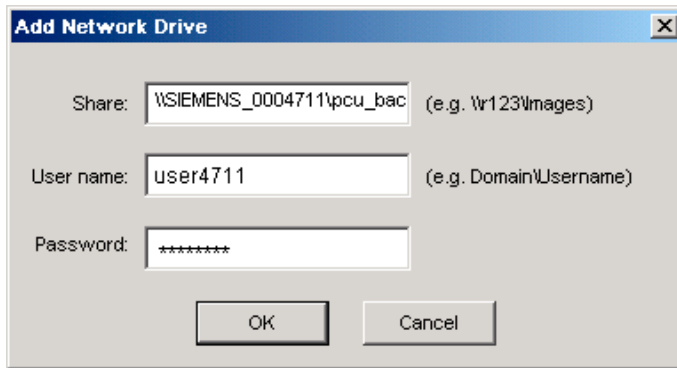 Add Network Drive
Share: \\SIEMENS_0004711\pcu_bac (e.g. \\r123\Images)
User name: user4711 (e.g. Domain\Username)
Password: ********
OK Cancel